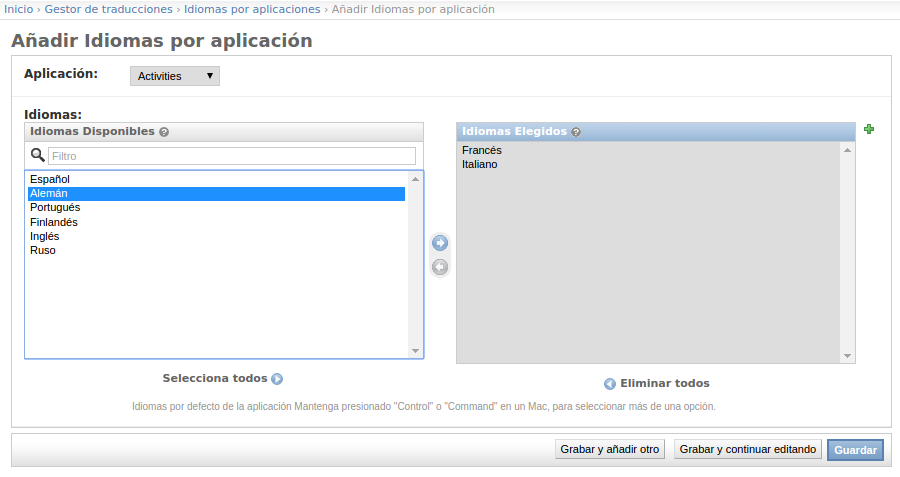 Inicio › Gestor de traducciones › Idiomas por aplicaciones › Añadir Idiomas por aplicación
Añadir Idiomas por aplicación
Aplicación: Activities
Idiomas:
Idiomas Disponibles
Filtro
Español
Alemán
Portugués
Finlandés
Inglés
Ruso
Selecciona todos
Idiomas Elegidos
Francés
Italiano
Eliminar todos
Idiomas por defecto de la aplicación Mantenga presionado "Control" o "Command" en un Mac, para seleccionar más de una opción.
Grabar y añadir otro Grabar y continuar editando Guardar